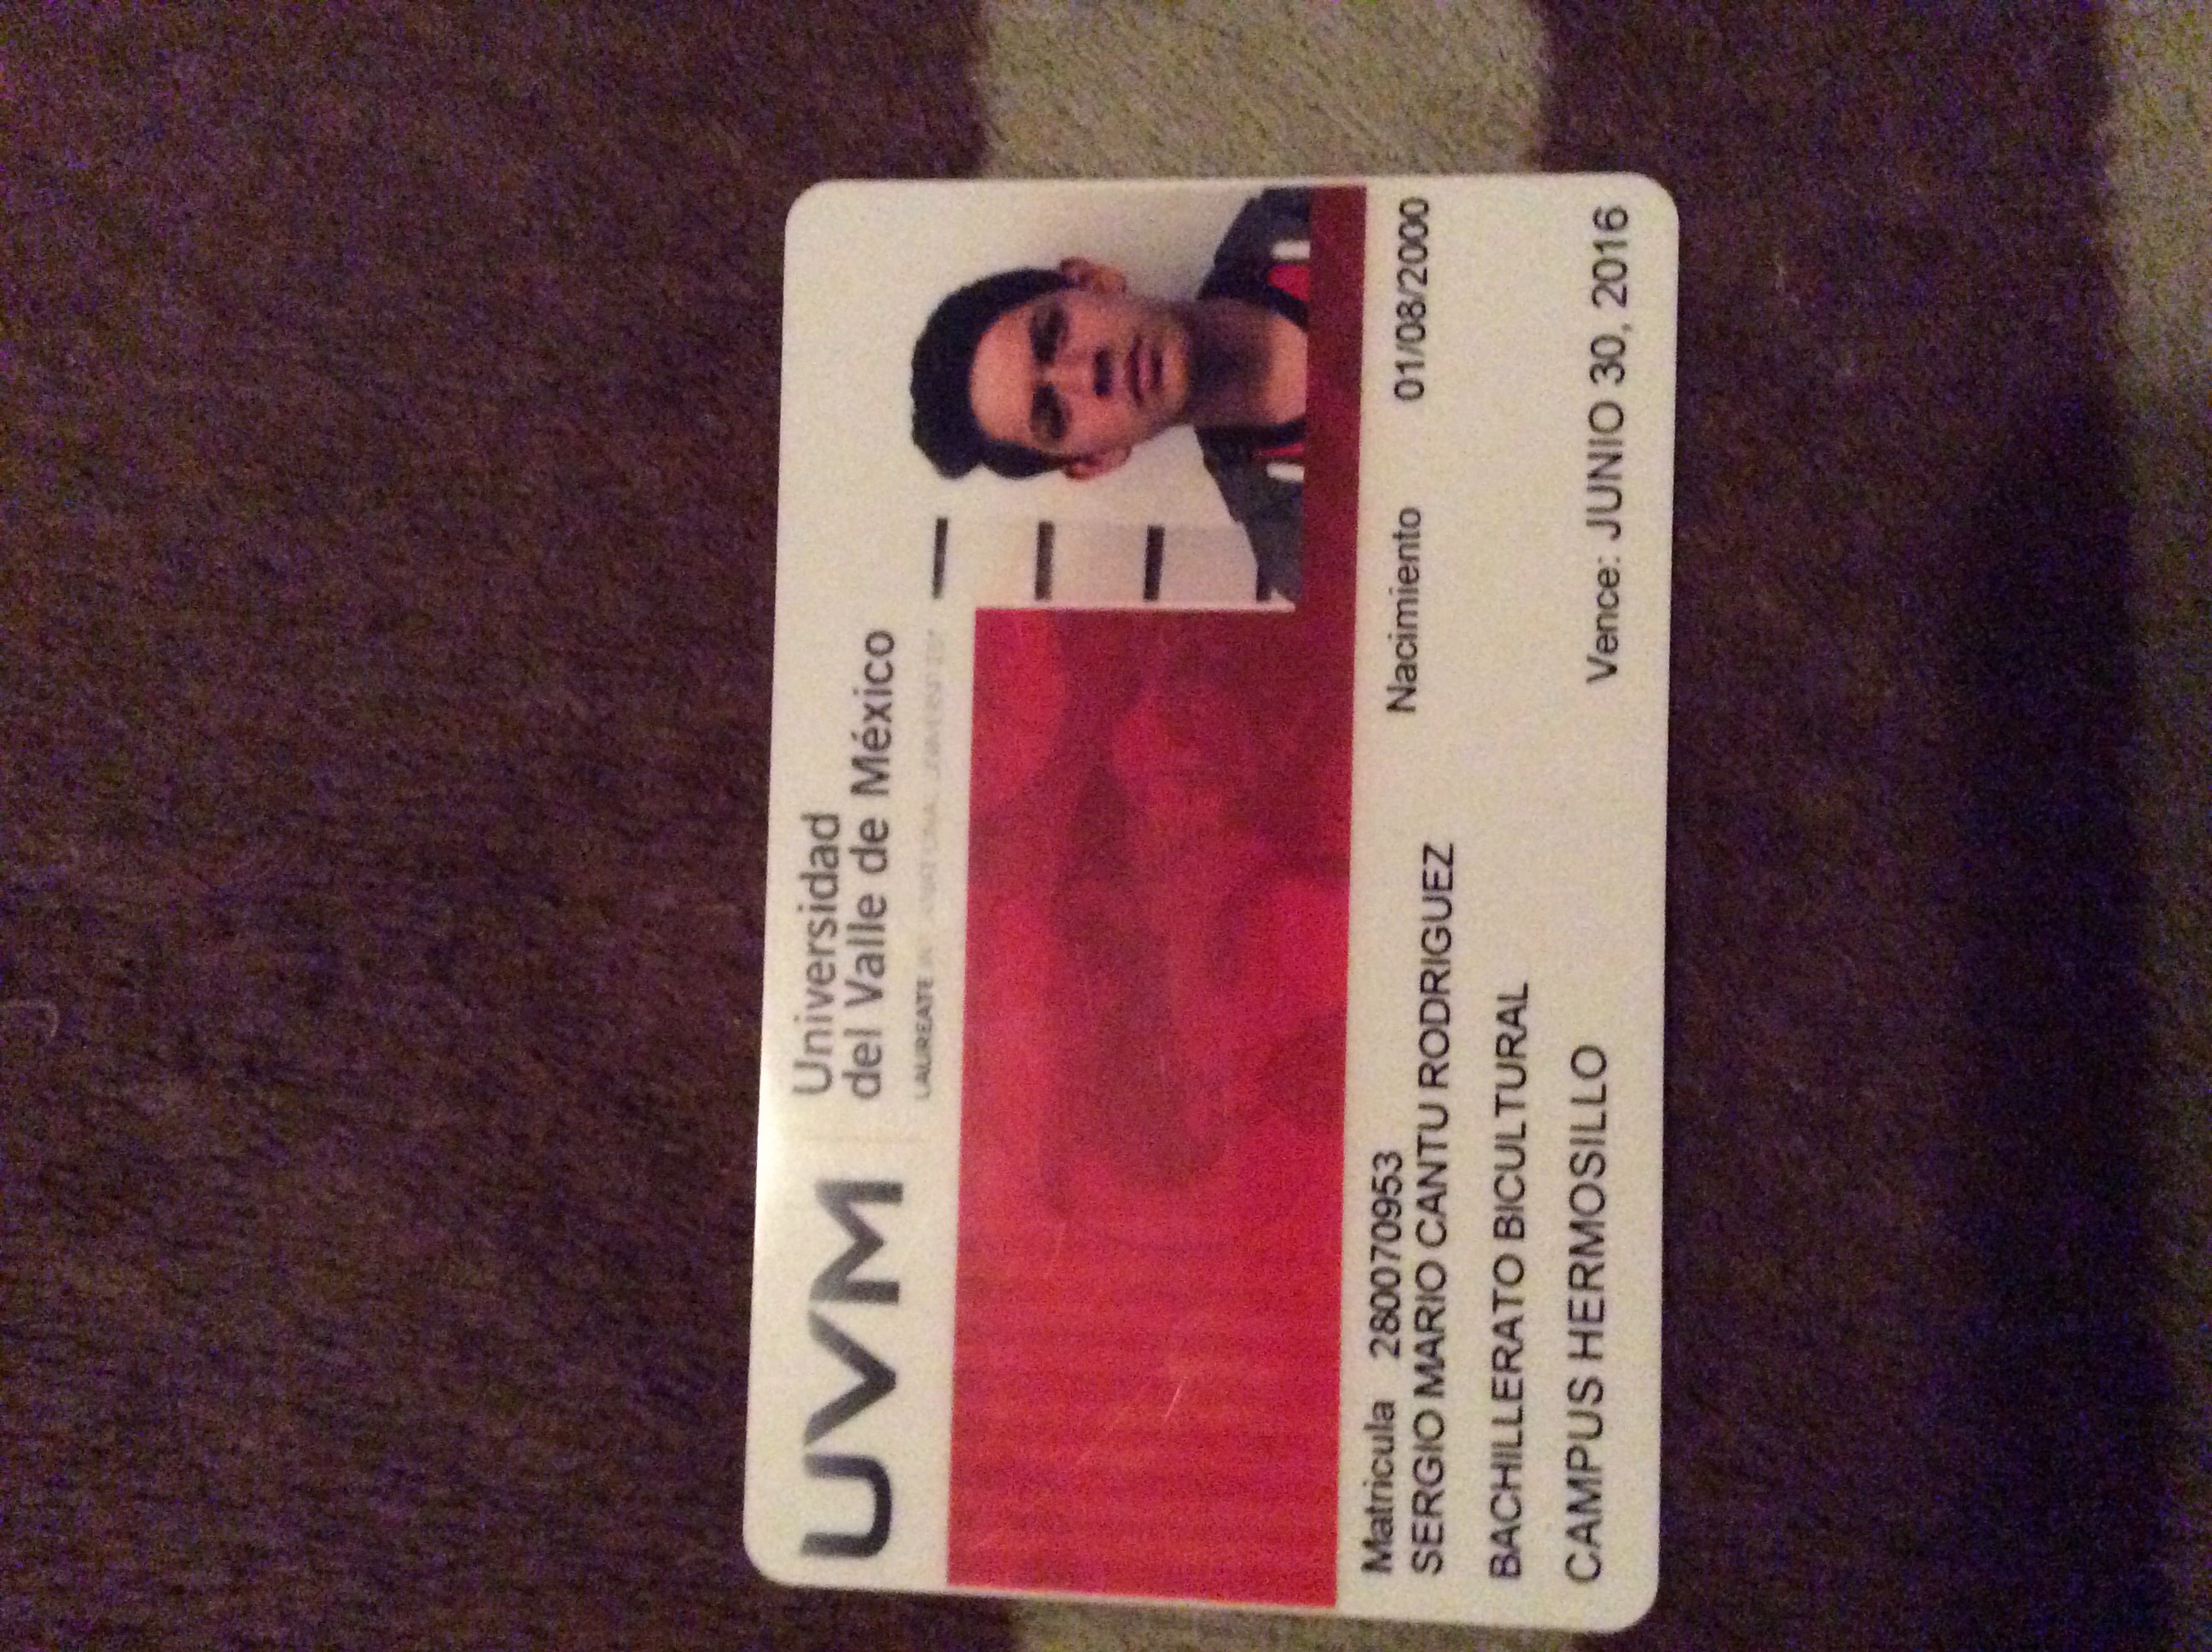 UVM
Universidad
del Valle de México
LAUREATE
Matricula 280070953
SERGIO MARIO CANTU RODRIGUEZ
Nacimiento 01/08/2000
BACHILLERATO BICULTURAL
CAMPUS HERMOSILLO
Vence: JUNIO 30, 2016